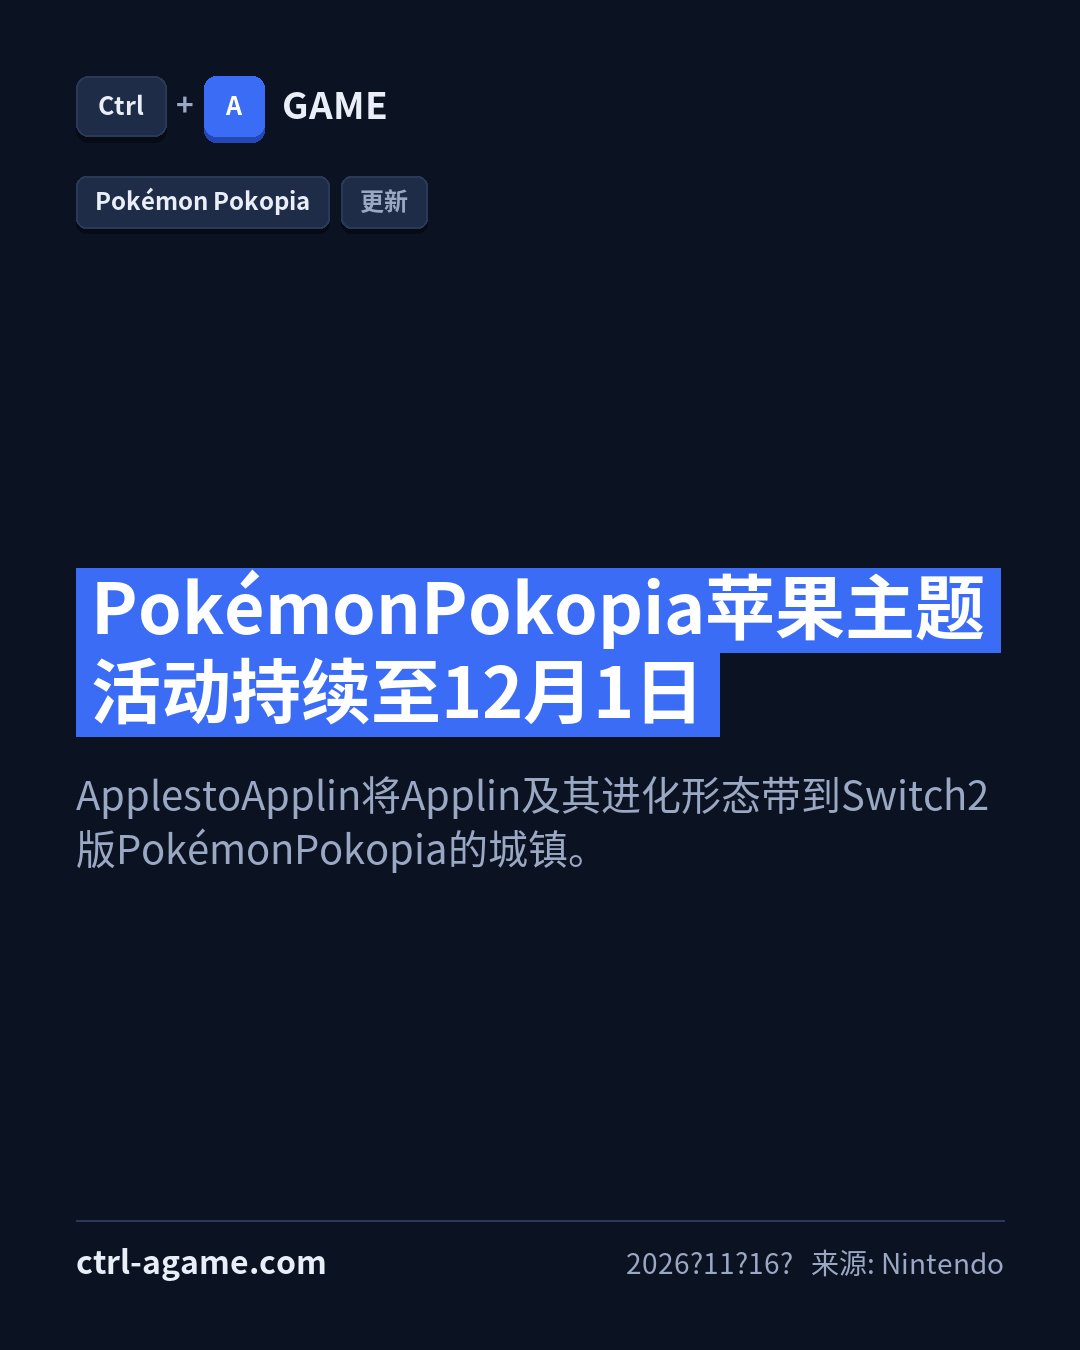 Ctrl + A GAME
Pokémon Pokopia 更新
PokémonPokopia苹果主题
活动持续至12月1日
ApplestoApplin将Applin及其进化形态带到Switch2
版PokémonPokopia的城镇。
ctrl-agame.com 2026?11?16? 来源: Nintendo